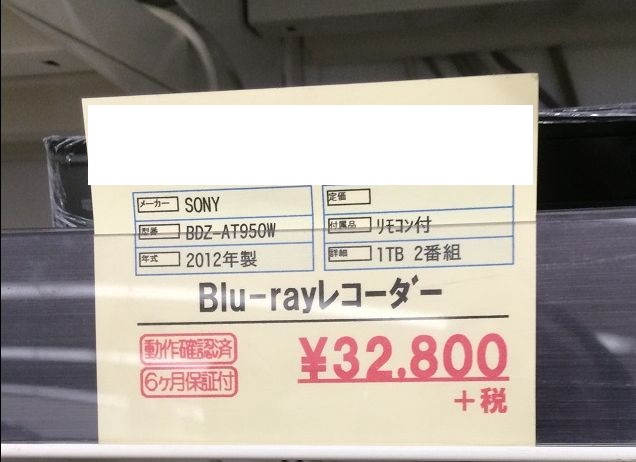 メーカー SONY
定価
型番 BDZ-AT950W
付属品 リモコン付
年式 2012年製
詳細 1TB 2番組
Blu-rayレコーダー
動作確認済
6ヶ月保証付
¥32,800
+税